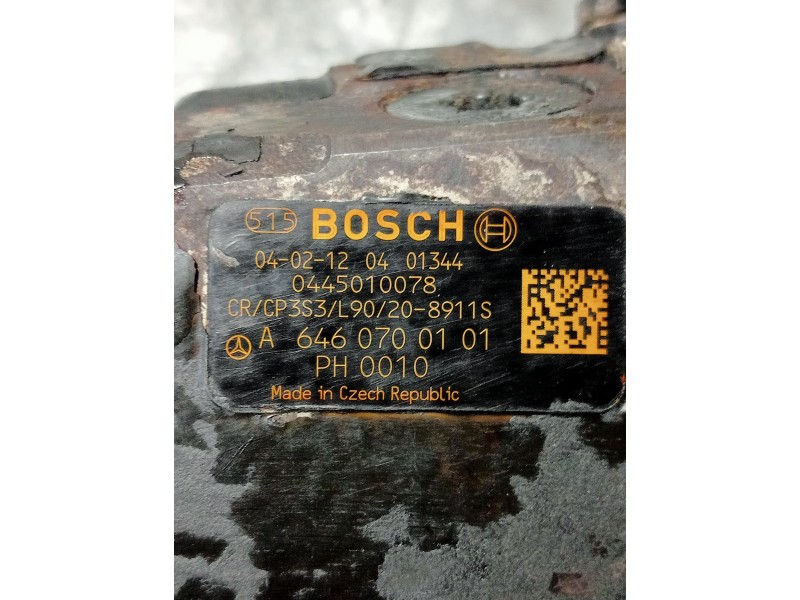 515 BOSCH
04-02-12 04 01344
0445010078
CR/CP3S3/L90/20-8911S
A 646 070 01 01
PH 0010
Made in Czech Republic